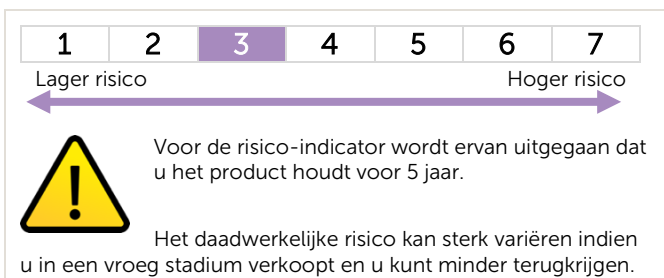 1 2 3 4 5 6 7
Lager risico Hoger risico
Voor de risico-indicator wordt ervan uitgegaan dat
u het product houdt voor 5 jaar.
Het daadwerkelijke risico kan sterk variëren indien
u in een vroeg stadium verkoopt en u kunt minder terugkrijgen.